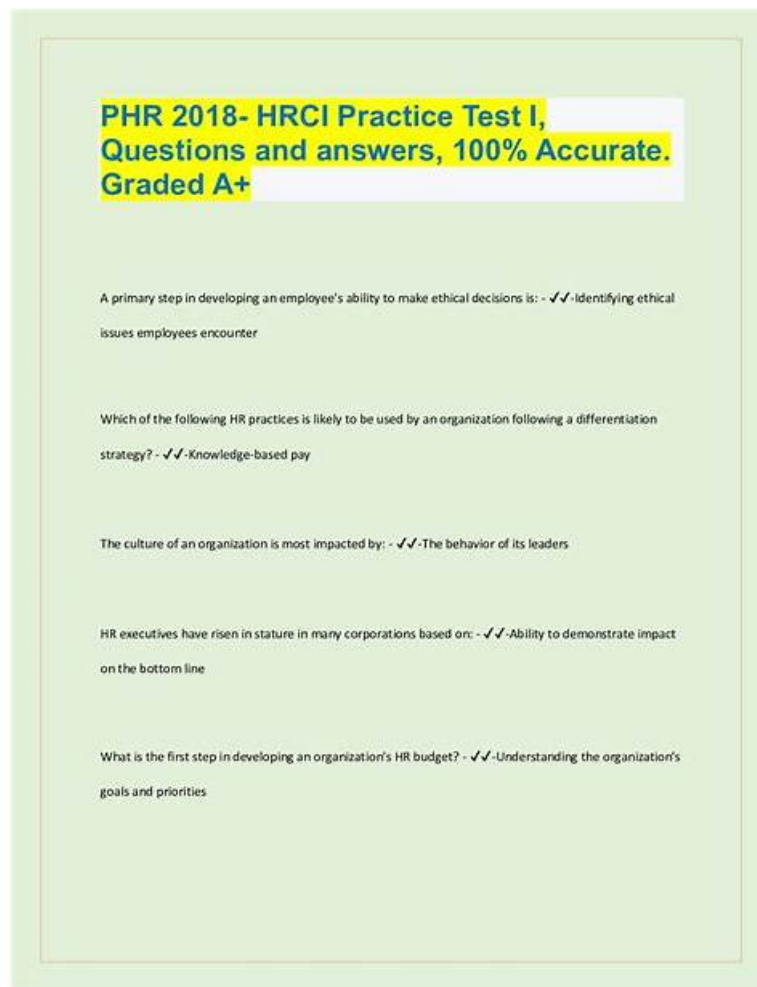 PHR 2018- HRCI Practice Test I,
Questions and answers, 100% Accurate.
Graded A+
A primary step in developing an employee's ability to make ethical decisions is: - ✔✔-Identifying ethical
issues employees encounter
Which of the following HR practices is likely to be used by an organization following a differentiation
strategy? - ✔✔-Knowledge-based pay
The culture of an organization is most impacted by: - ✔✔-The behavior of its leaders
HR executives have risen in stature in many corporations based on: - ✔✔-Ability to demonstrate impact
on the bottom line
What is the first step in developing an organization's HR budget? - ✔✔-Understanding the organization's
goals and priorities